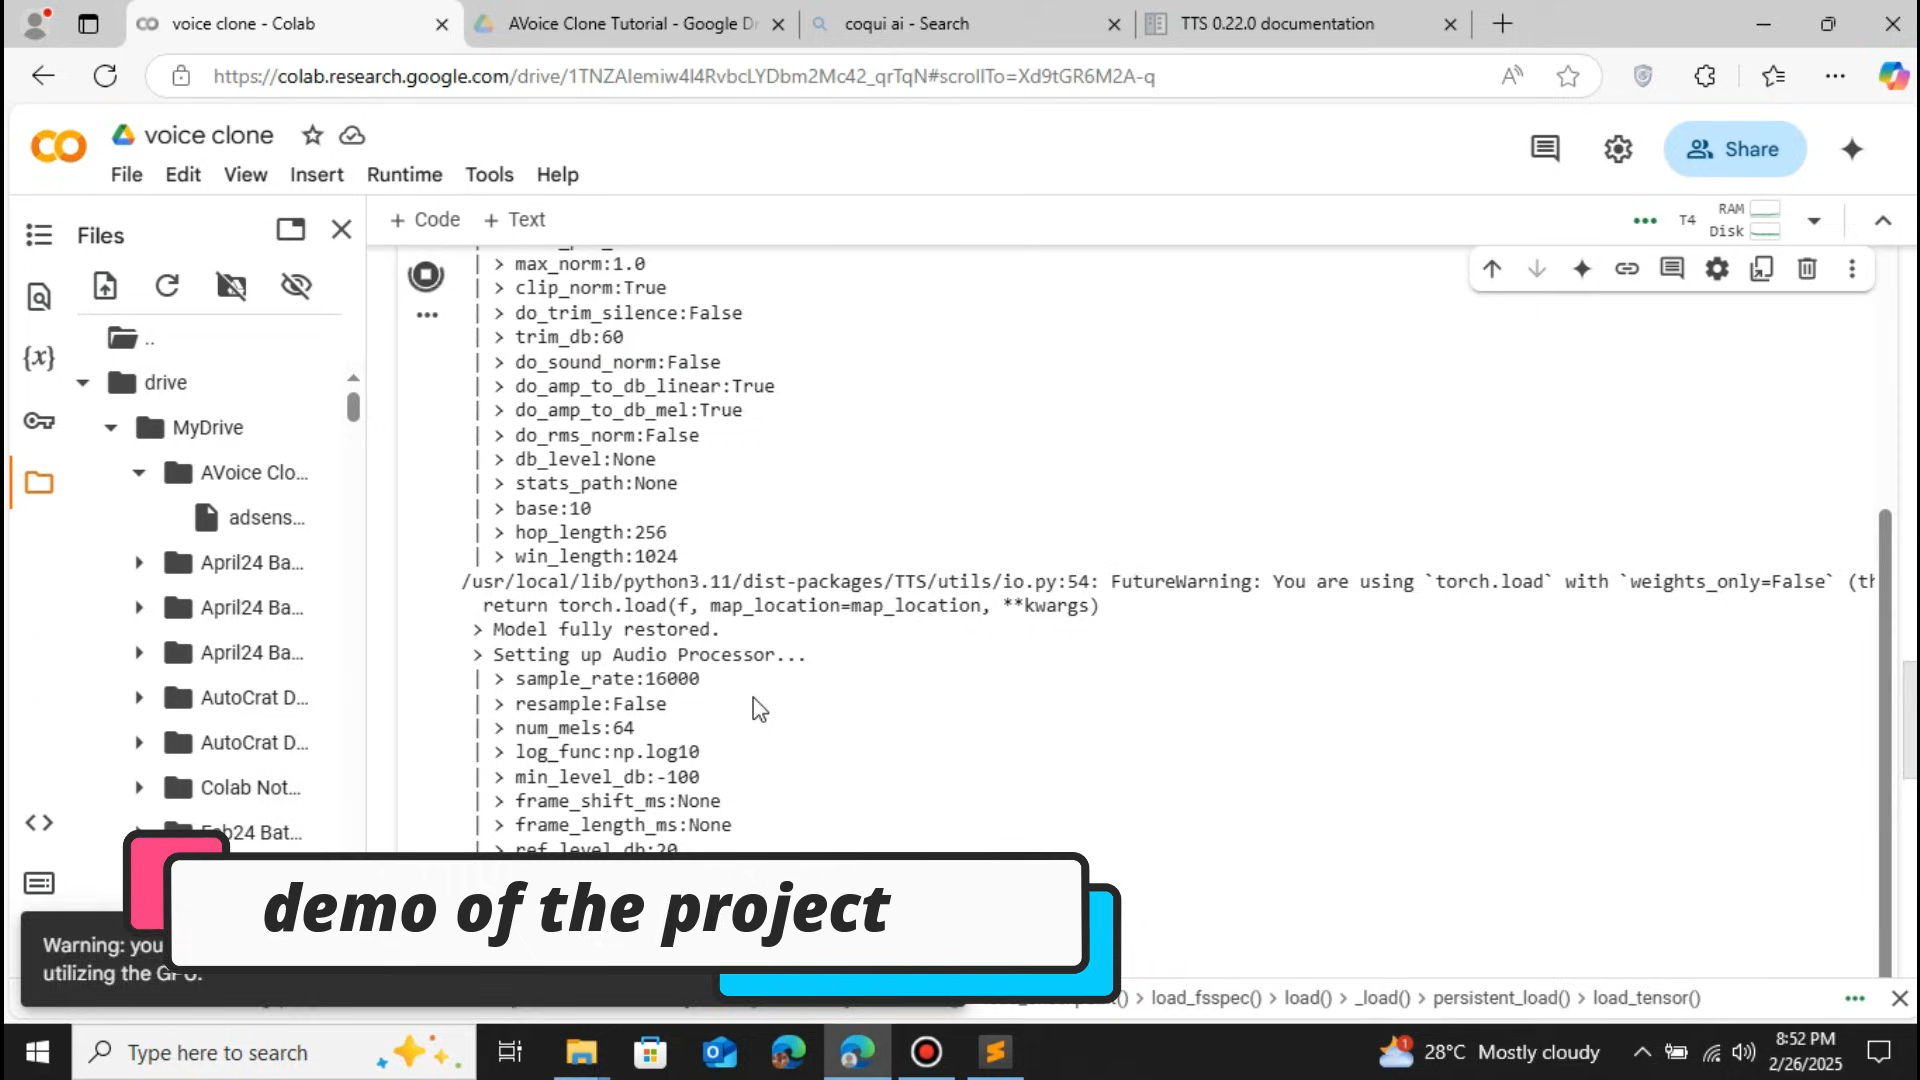 voice clone - Colab
AVoice Clone Tutorial - Google Dr
coqui ai - Search
TTS 0.22.0 documentation
https://colab.research.google.com/drive/1TNZAIemiw4I4RvbcLYDbm2Mc42_qrTqN#scrollTo=Xd9tGR6M2A-q
voice clone
File Edit View Insert Runtime Tools Help
Share
Files
+ Code + Text
T4
RAM
Disk
..
drive
MyDrive
AVoice Clo...
adsens...
April24 Ba...
April24 Ba...
April24 Ba...
AutoCrat D...
AutoCrat D...
Colab Not...
Feb24 Bat...
| > max_norm:1.0
| > clip_norm:True
| > do_trim_silence:False
| > trim_db:60
| > do_sound_norm:False
| > do_amp_to_db_linear:True
| > do_amp_to_db_mel:True
| > do_rms_norm:False
| > db_level:None
| > stats_path:None
| > base:10
| > hop_length:256
| > win_length:1024
/usr/local/lib/python3.11/dist-packages/TTS/utils/io.py:54: FutureWarning: You are using `torch.load` with `weights_only=False` (th
return torch.load(f, map_location=map_location, **kwargs)
> Model fully restored.
> Setting up Audio Processor...
| > sample_rate:16000
| > resample:False
| > num_mels:64
| > log_func:np.log10
| > min_level_db:-100
| > frame_shift_ms:None
| > frame_length_ms:None
| > ref_level_db:20
demo of the project
Warning: you
utilizing the GPU.
() > load_fsspec() > load() > _load() > persistent_load() > load_tensor()
Type here to search
1
28°C Mostly cloudy
8:52 PM
2/26/2025